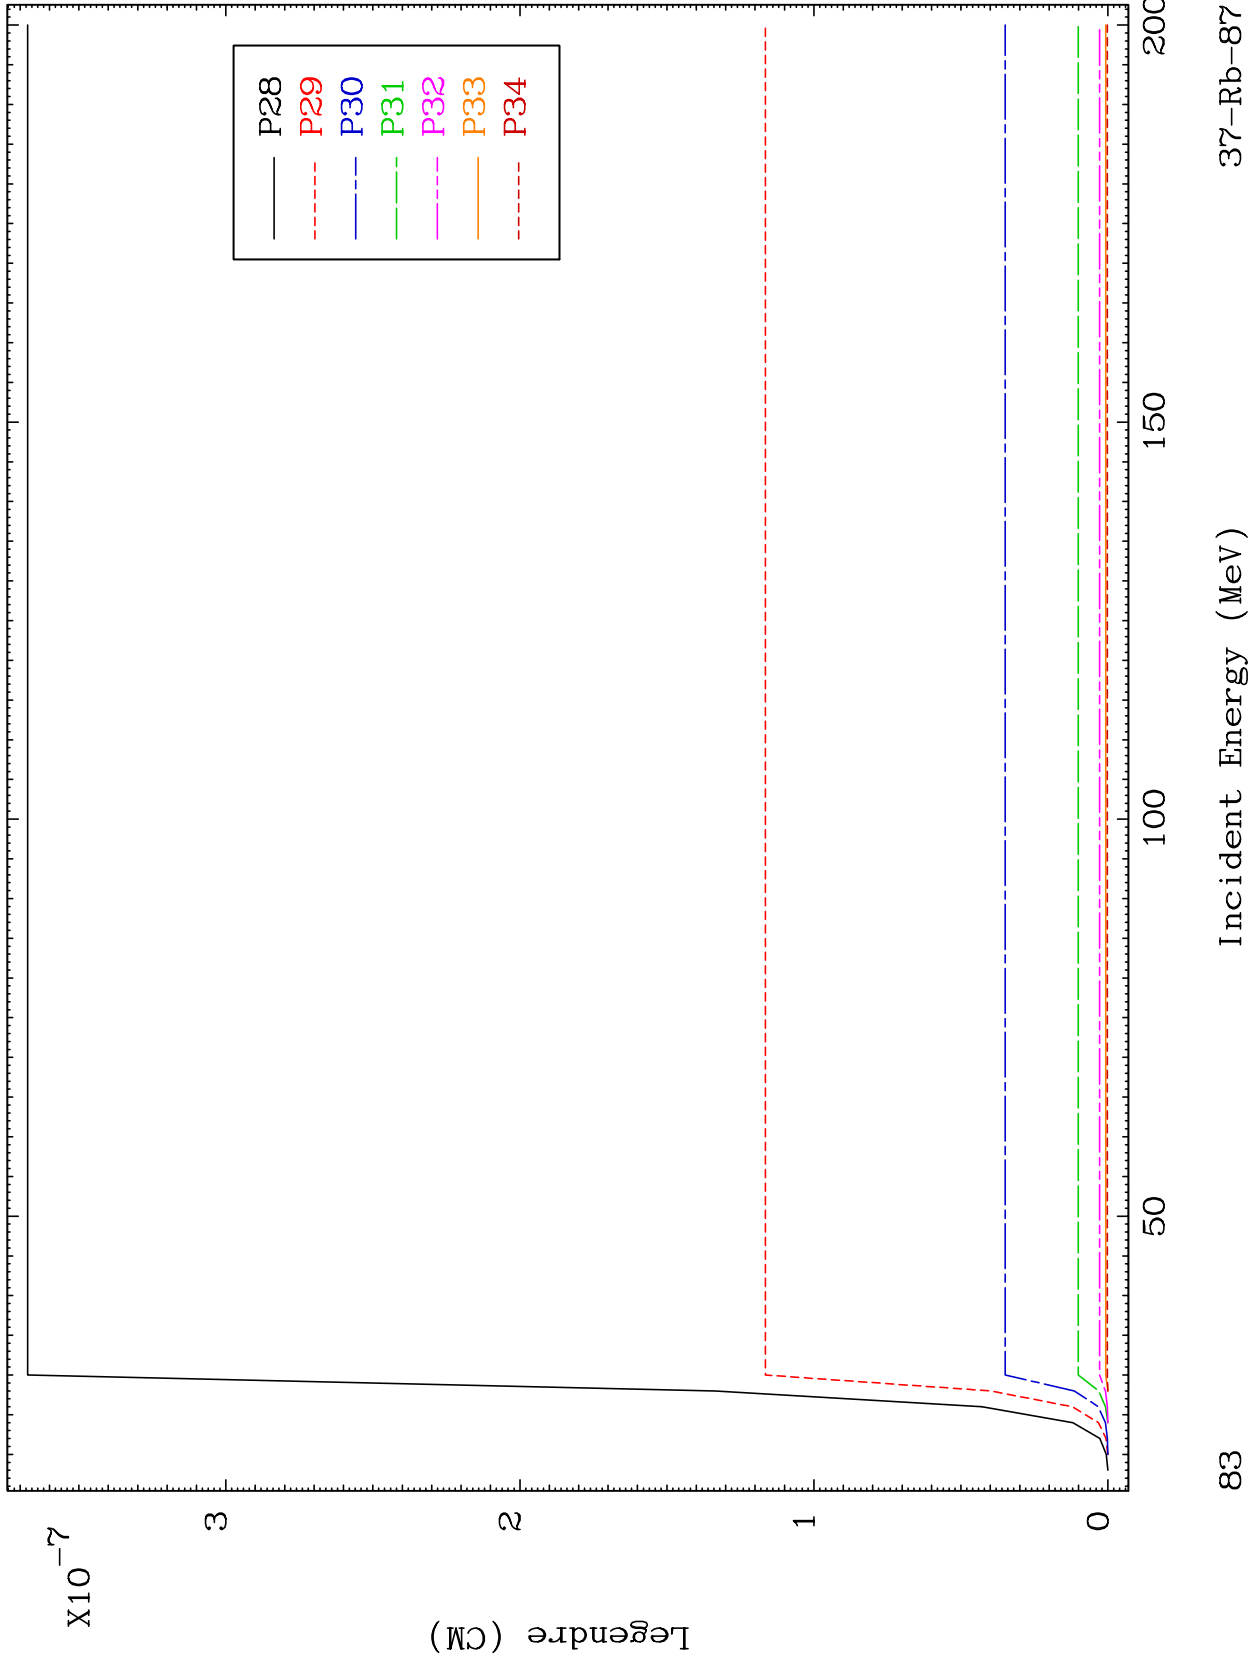 X10-7
3
2
1
0
Legendre (CM)
P28
P29
P30
P31
P32
P33
P34
50
100
150
200
Incident Energy (MeV)
83
37-Rb-87